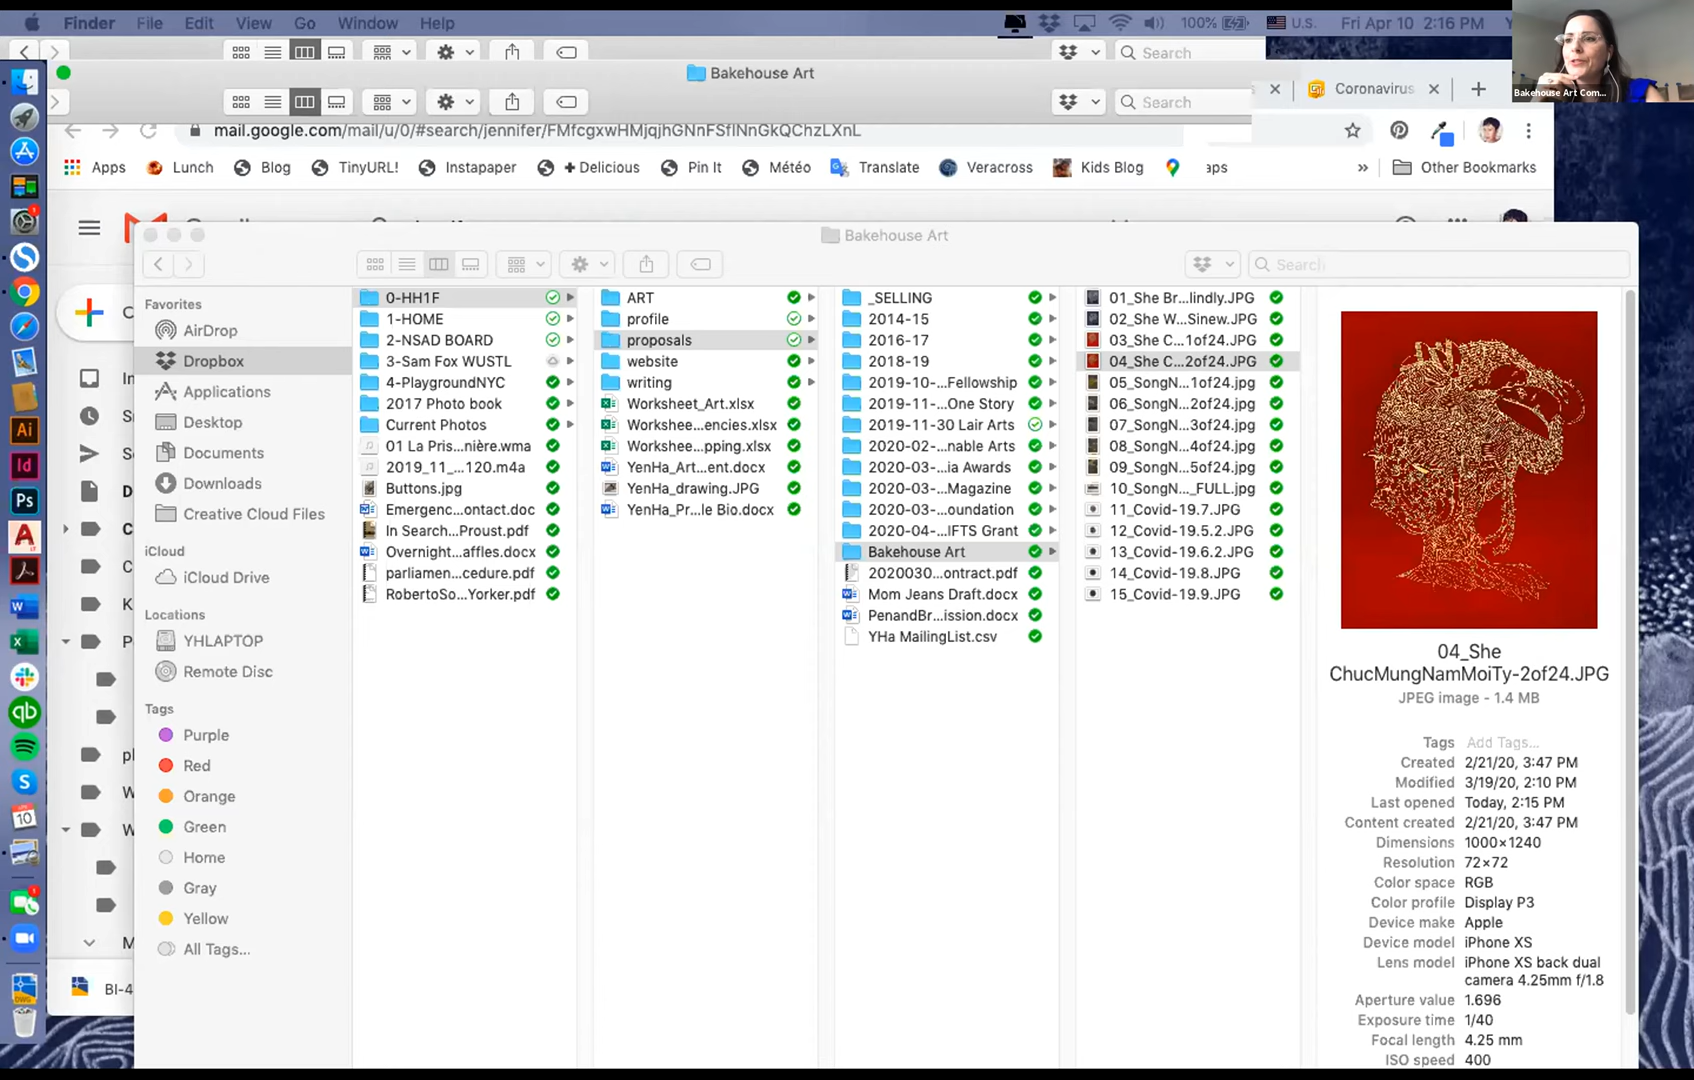 Finder File Edit View Go Window Help 100% U.S. Fri Apr 10 2:16 PM
Bakehouse Art Com...
Search
Bakehouse Art
Search
Coronavirus
mail.google.com/mail/u/0/#search/jennifer/FMfcgxwHMjqjhGNnFSflNnGkQChzLXnL
Apps Lunch Blog TinyURL! Instapaper + Delicious Pin It Météo Translate Veracross Kids Blog aps » Other Bookmarks
Bakehouse Art
Search
Favorites
AirDrop
Dropbox
Applications
Desktop
Documents
Downloads
Creative Cloud Files
iCloud
iCloud Drive
Locations
YHLAPTOP
Remote Disc
Tags
Purple
Red
Orange
Green
Home
Gray
Yellow
All Tags...
BI-4
0-HH1F
1-HOME
2-NSAD BOARD
3-Sam Fox WUSTL
4-PlaygroundNYC
2017 Photo book
Current Photos
01 La Pris...nière.wma
2019_11_...120.m4a
Buttons.jpg
Emergenc...ontact.doc
In Search...Proust.pdf
Overnight...affles.docx
parliamen...cedure.pdf
RobertoSo...Yorker.pdf
ART
profile
proposals
website
writing
Worksheet_Art.xlsx
Workshee...encies.xlsx
Workshee...pping.xlsx
YenHa_Art...ent.docx
YenHa_drawing.JPG
YenHa_Pr...le Bio.docx
_SELLING
2014-15
2016-17
2018-19
2019-10-...Fellowship
2019-11-...One Story
2019-11-30 Lair Arts
2020-02-...nable Arts
2020-03-...ia Awards
2020-03-...Magazine
2020-03-...oundation
2020-04-...IFTS Grant
Bakehouse Art
2020030...ontract.pdf
Mom Jeans Draft.docx
PenandBr...ission.docx
YHa MailingList.csv
01_She Br...lindly.JPG
02_She W...Sinew.JPG
03_She C...1of24.JPG
04_She C...2of24.JPG
05_SongN...1of24.jpg
06_SongN...2of24.jpg
07_SongN...3of24.jpg
08_SongN...4of24.jpg
09_SongN...5of24.jpg
10_SongN..._FULL.jpg
11_Covid-19.7.JPG
12_Covid-19.5.2.JPG
13_Covid-19.6.2.JPG
14_Covid-19.8.JPG
15_Covid-19.9.JPG
04_She
ChucMungNamMoiTy-2of24.JPG
JPEG image - 1.4 MB
Tags Add Tags...
Created 2/21/20, 3:47 PM
Modified 3/19/20, 2:10 PM
Last opened Today, 2:15 PM
Content created 2/21/20, 3:47 PM
Dimensions 1000×1240
Resolution 72×72
Color space RGB
Color profile Display P3
Device make Apple
Device model iPhone XS
Lens model iPhone XS back dual
camera 4.25mm f/1.8
Aperture value 1.696
Exposure time 1/40
Focal length 4.25 mm
ISO speed 400